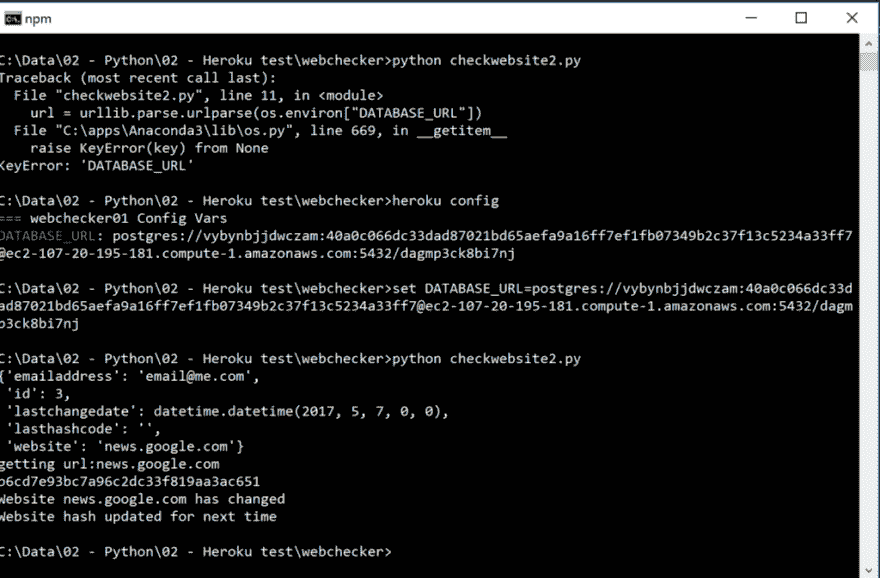 npm
C:\Data\02 - Python\02 - Heroku test\webchecker>python checkwebsite2.py
Traceback (most recent call last):
  File "checkwebsite2.py", line 11, in <module>
    url = urllib.parse.urlparse(os.environ["DATABASE_URL"])
  File "C:\apps\Anaconda3\lib\os.py", line 669, in __getitem__
    raise KeyError(key) from None
KeyError: 'DATABASE_URL'
C:\Data\02 - Python\02 - Heroku test\webchecker>heroku config
=== webchecker01 Config Vars
DATABASE_URL: postgres://vybynbjjdwczam:40a0c066dc33dad87021bd65aefa9a16ff7ef1fb07349b2c37f13c5234a33ff7
@ec2-107-20-195-181.compute-1.amazonaws.com:5432/dagmp3ck8bi7nj
C:\Data\02 - Python\02 - Heroku test\webchecker>set DATABASE_URL=postgres://vybynbjjdwczam:40a0c066dc33d
ad87021bd65aefa9a16ff7ef1fb07349b2c37f13c5234a33ff7@ec2-107-20-195-181.compute-1.amazonaws.com:5432/dagm
p3ck8bi7nj
C:\Data\02 - Python\02 - Heroku test\webchecker>python checkwebsite2.py
{'emailaddress': 'email@me.com',
 'id': 3,
 'lastchangedate': datetime.datetime(2017, 5, 7, 0, 0),
 'lasthashcode': '',
 'website': 'news.google.com'}
getting url:news.google.com
b6cd7e93bc7a96c2dc33f819aa3ac651
Website news.google.com has changed
Website hash updated for next time
C:\Data\02 - Python\02 - Heroku test\webchecker>